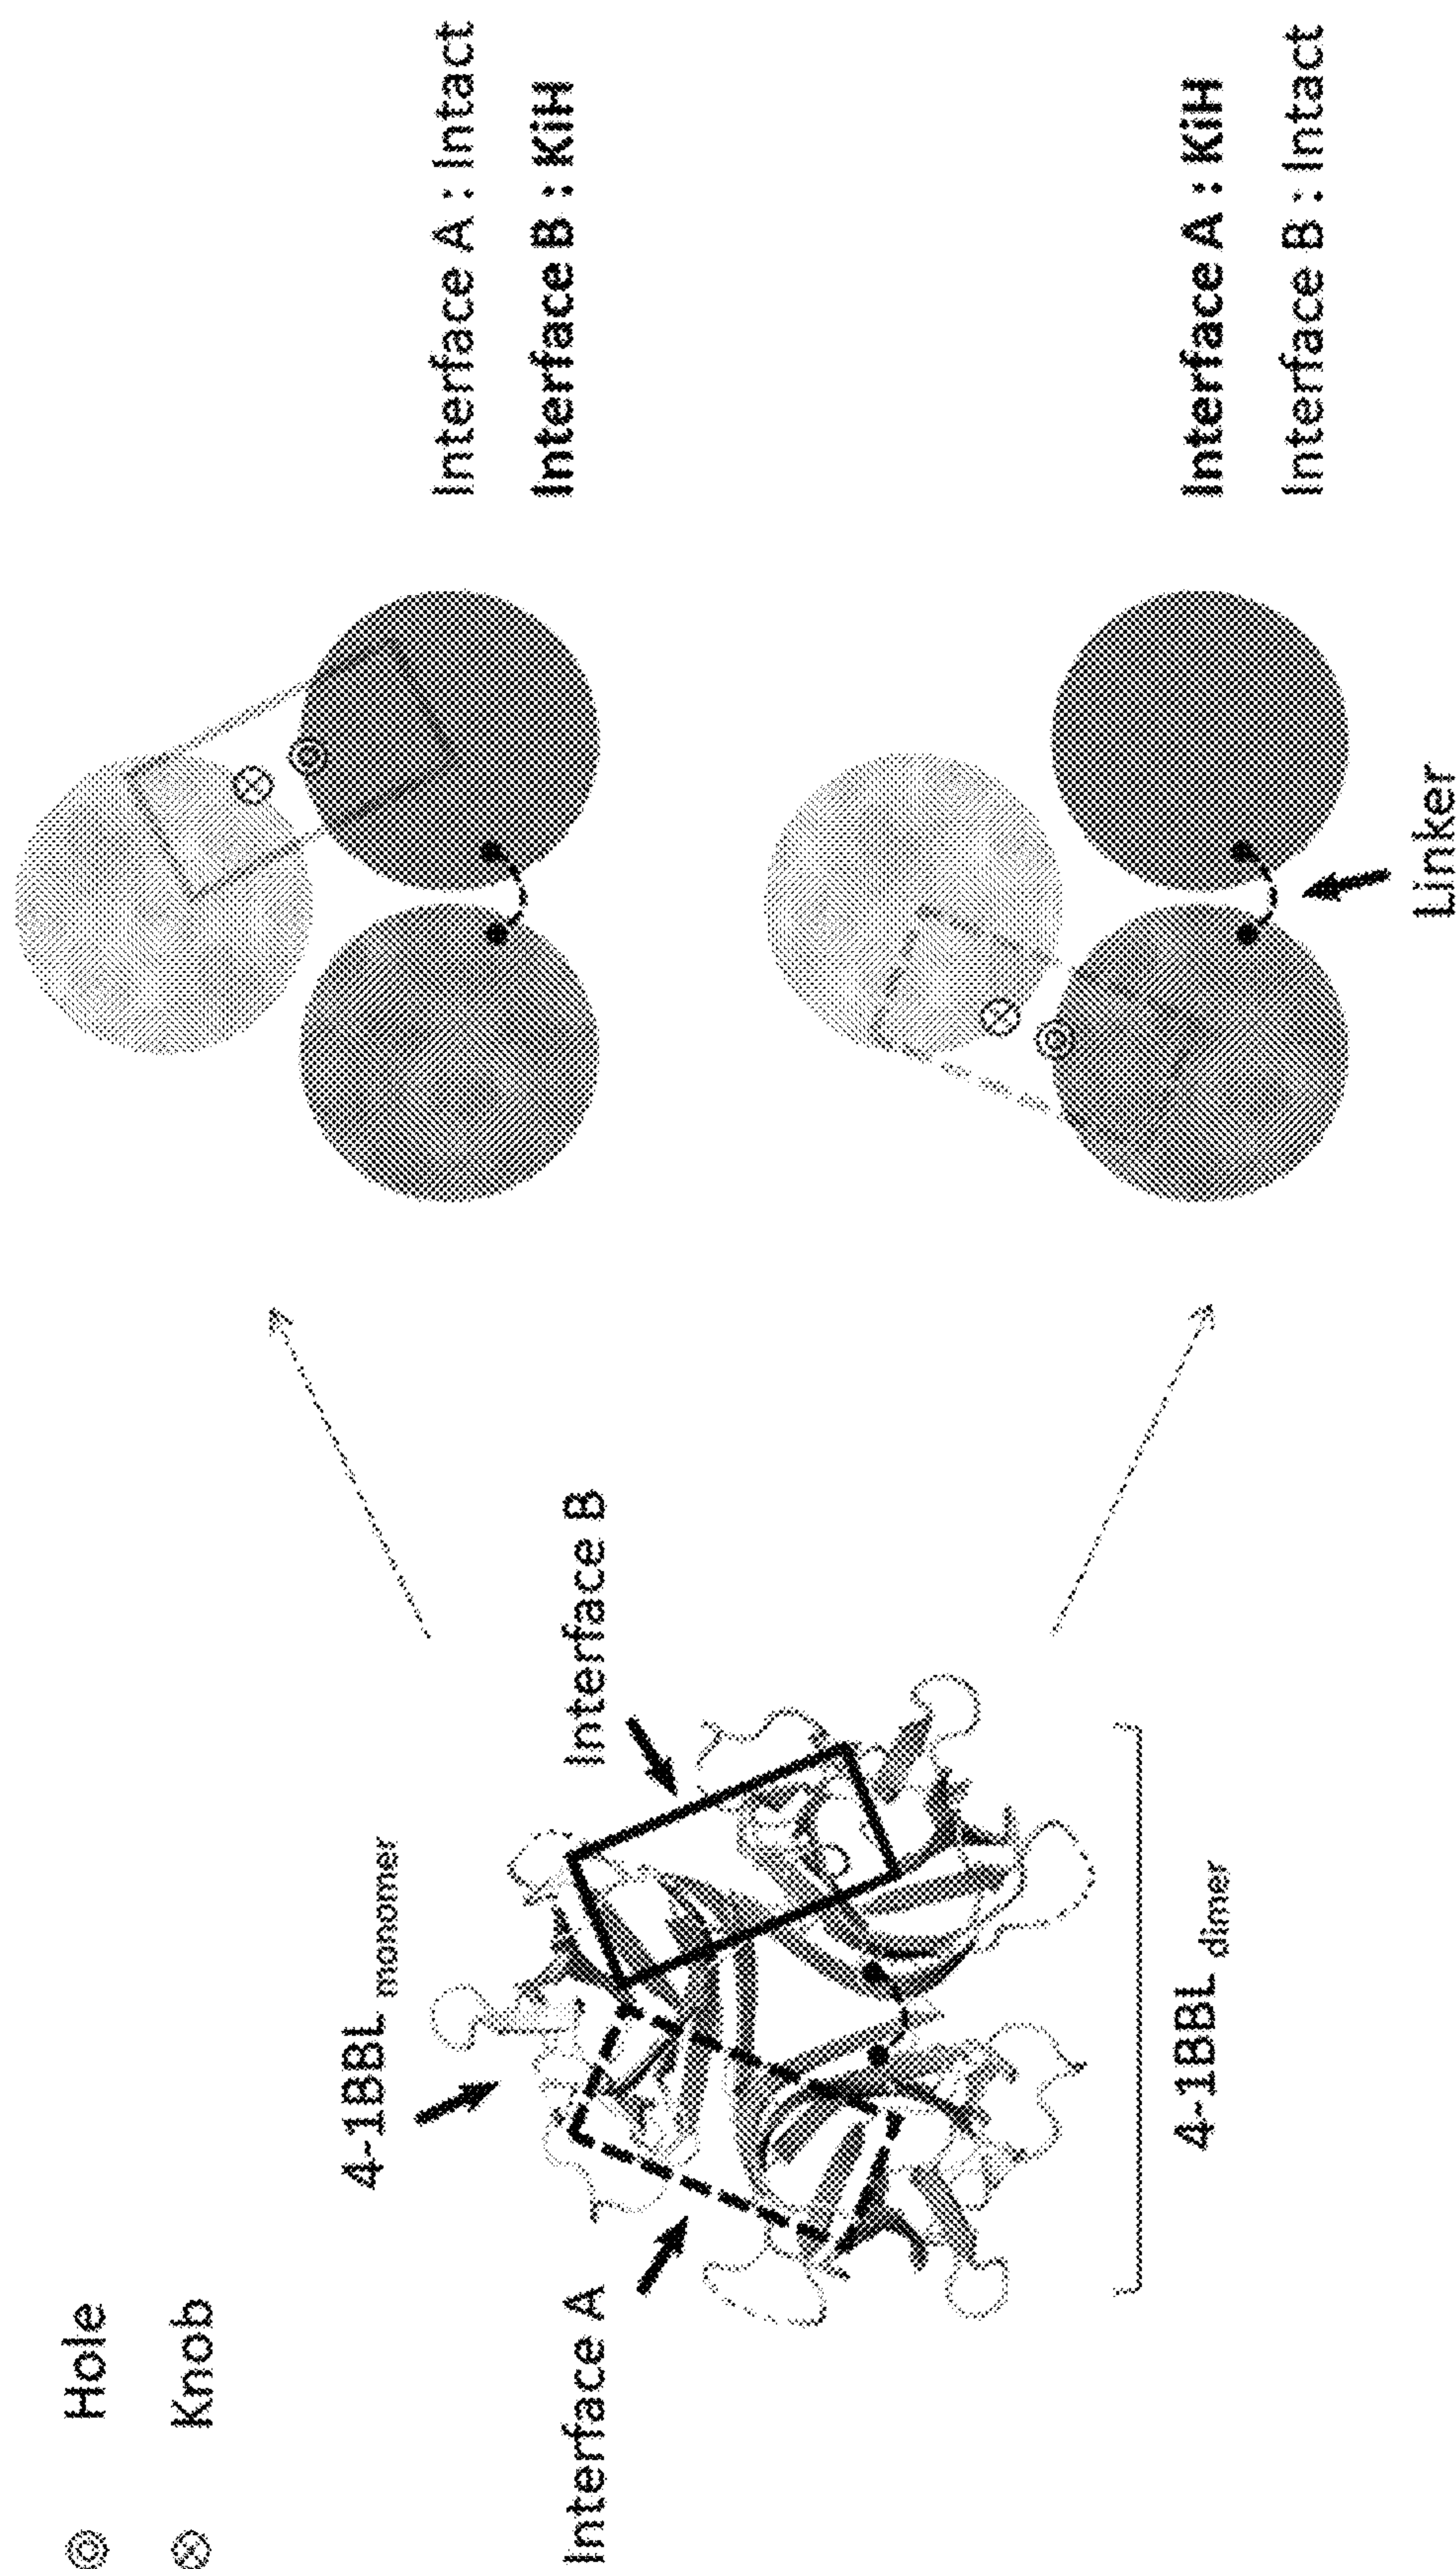 Hole
Knob
4-1BBL monomer
Interface A
Interface B
4-1BBL dimer
Interface A : Intact
Interface B : KiH
Interface A : KiH
Interface B : Intact
Linker